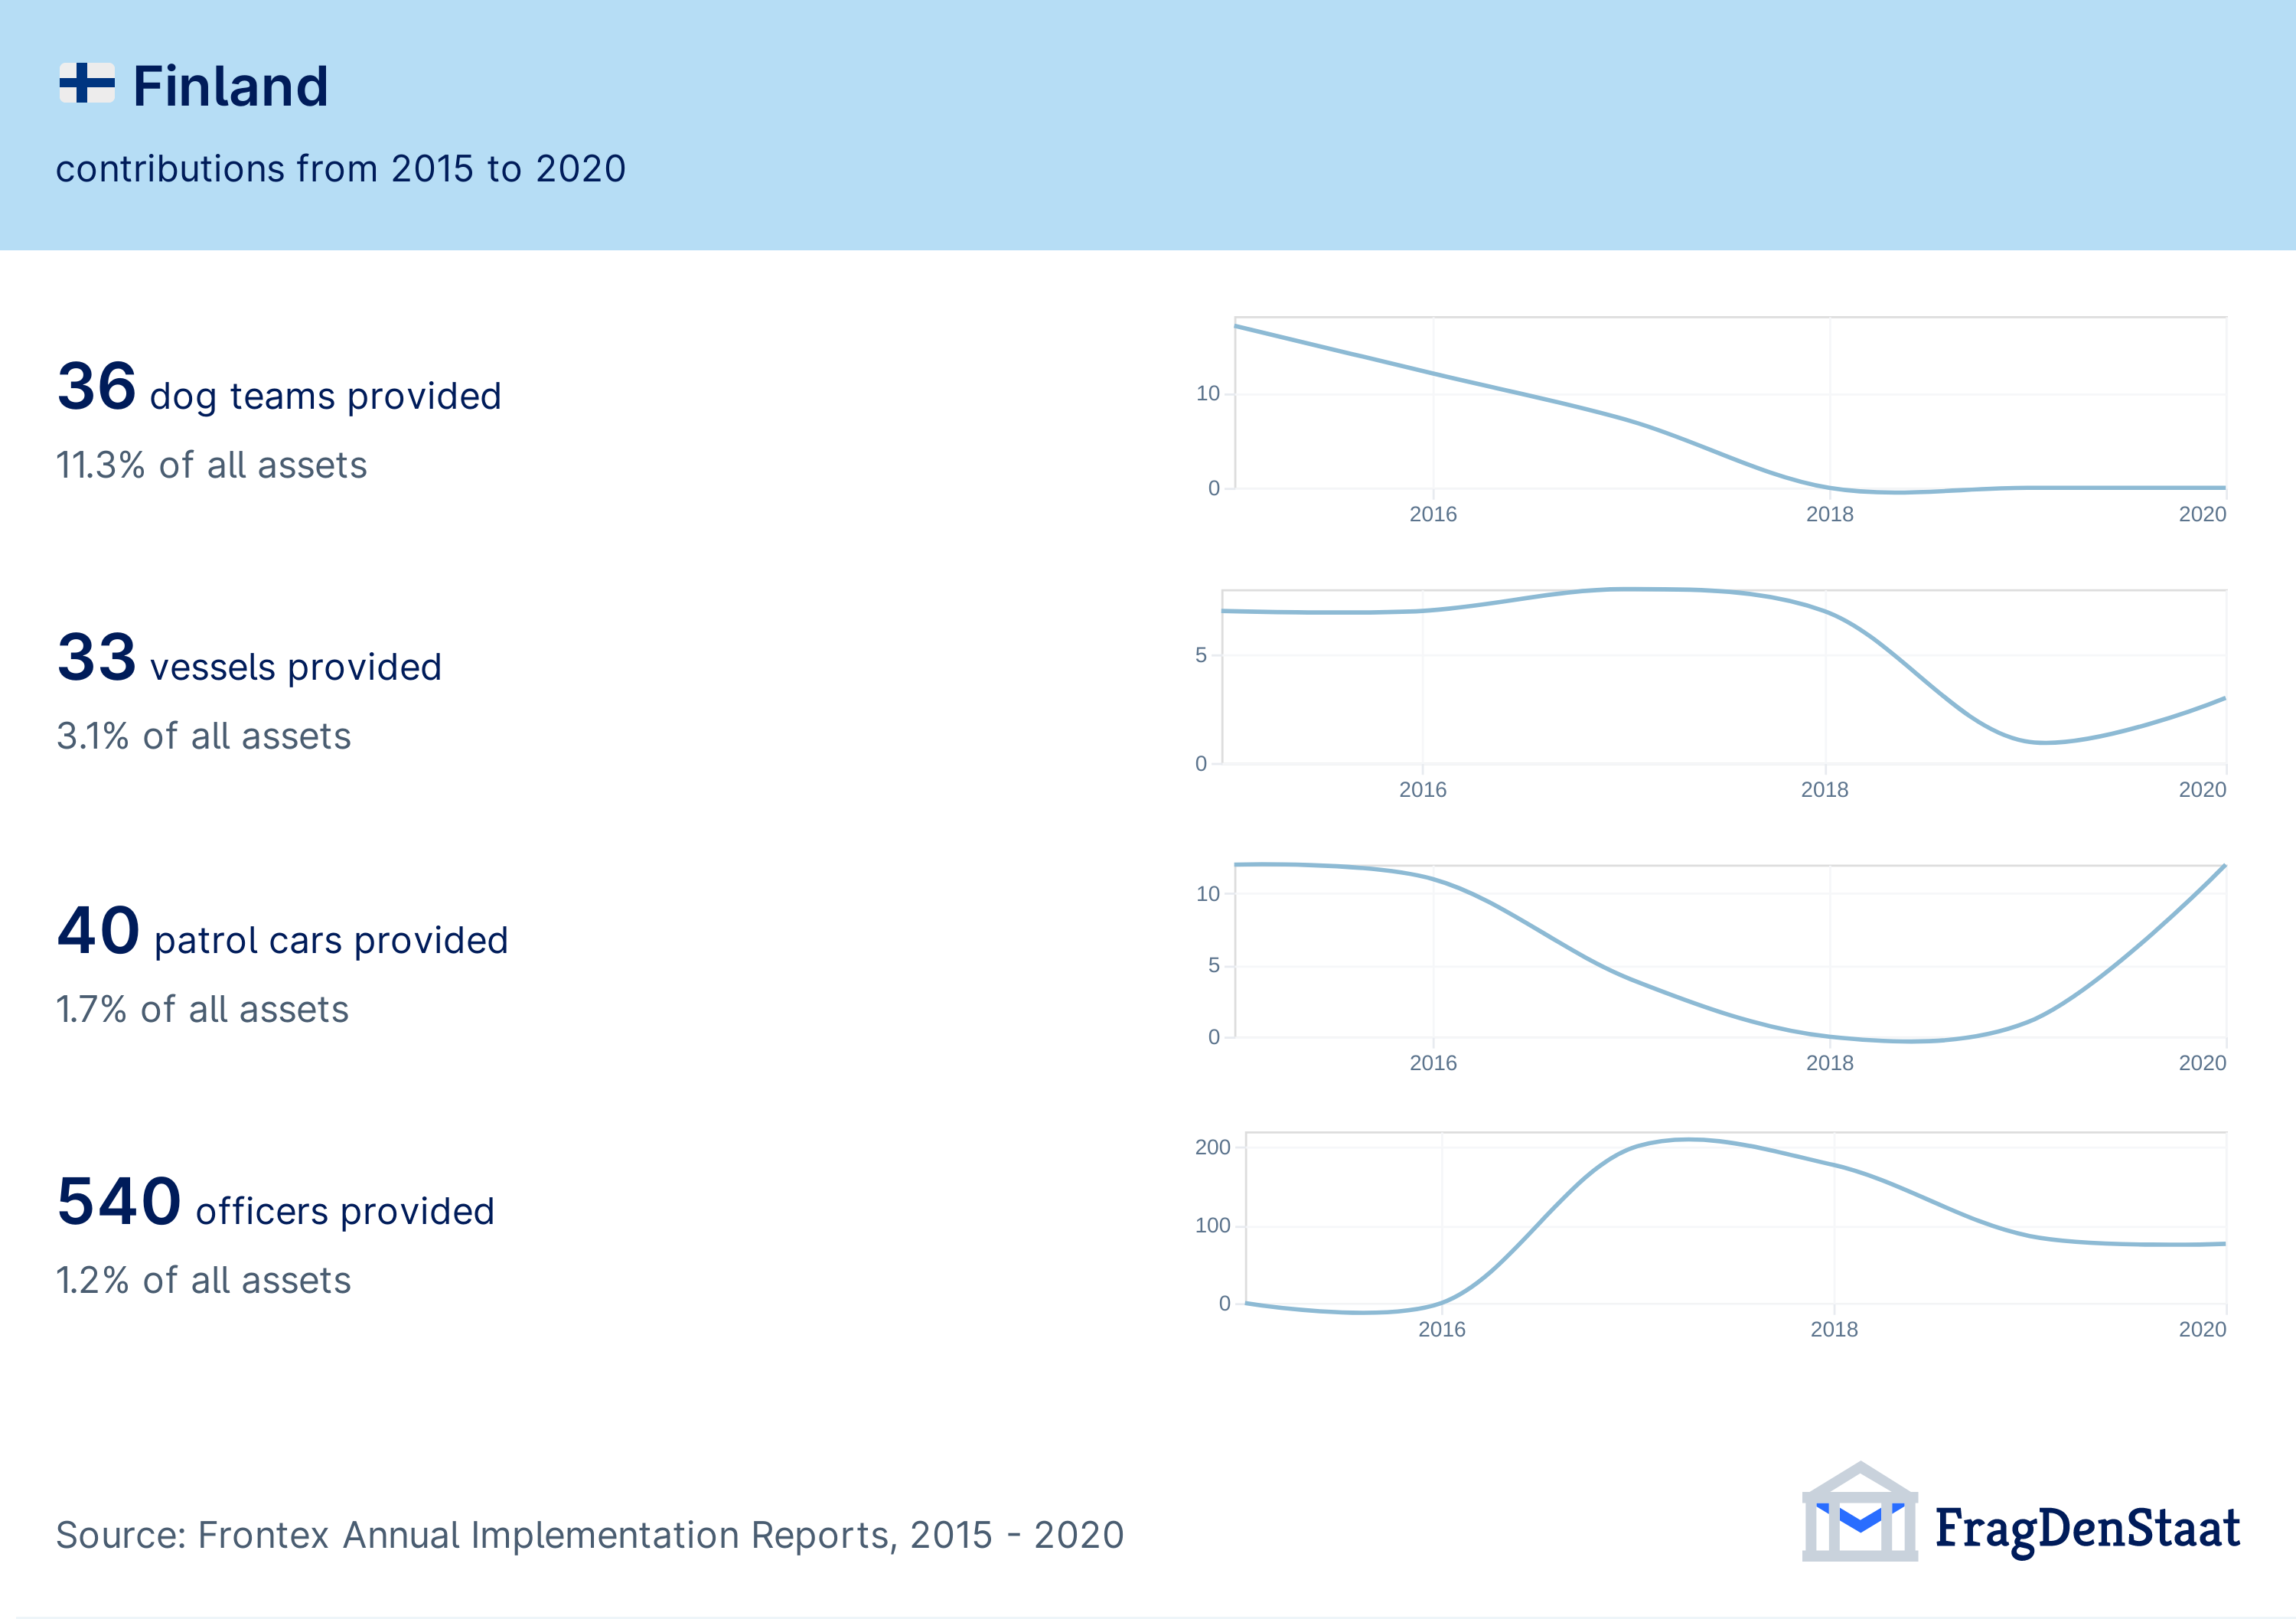 Finland
contributions from 2015 to 2020
36 dog teams provided
11.3% of all assets
10
0
2016 2018 2020
33 vessels provided
3.1% of all assets
5
0
2016 2018 2020
40 patrol cars provided
1.7% of all assets
10
5
0
2016 2018 2020
540 officers provided
1.2% of all assets
200
100
0
2016 2018 2020
Source: Frontex Annual Implementation Reports, 2015 - 2020
FragDenStaat